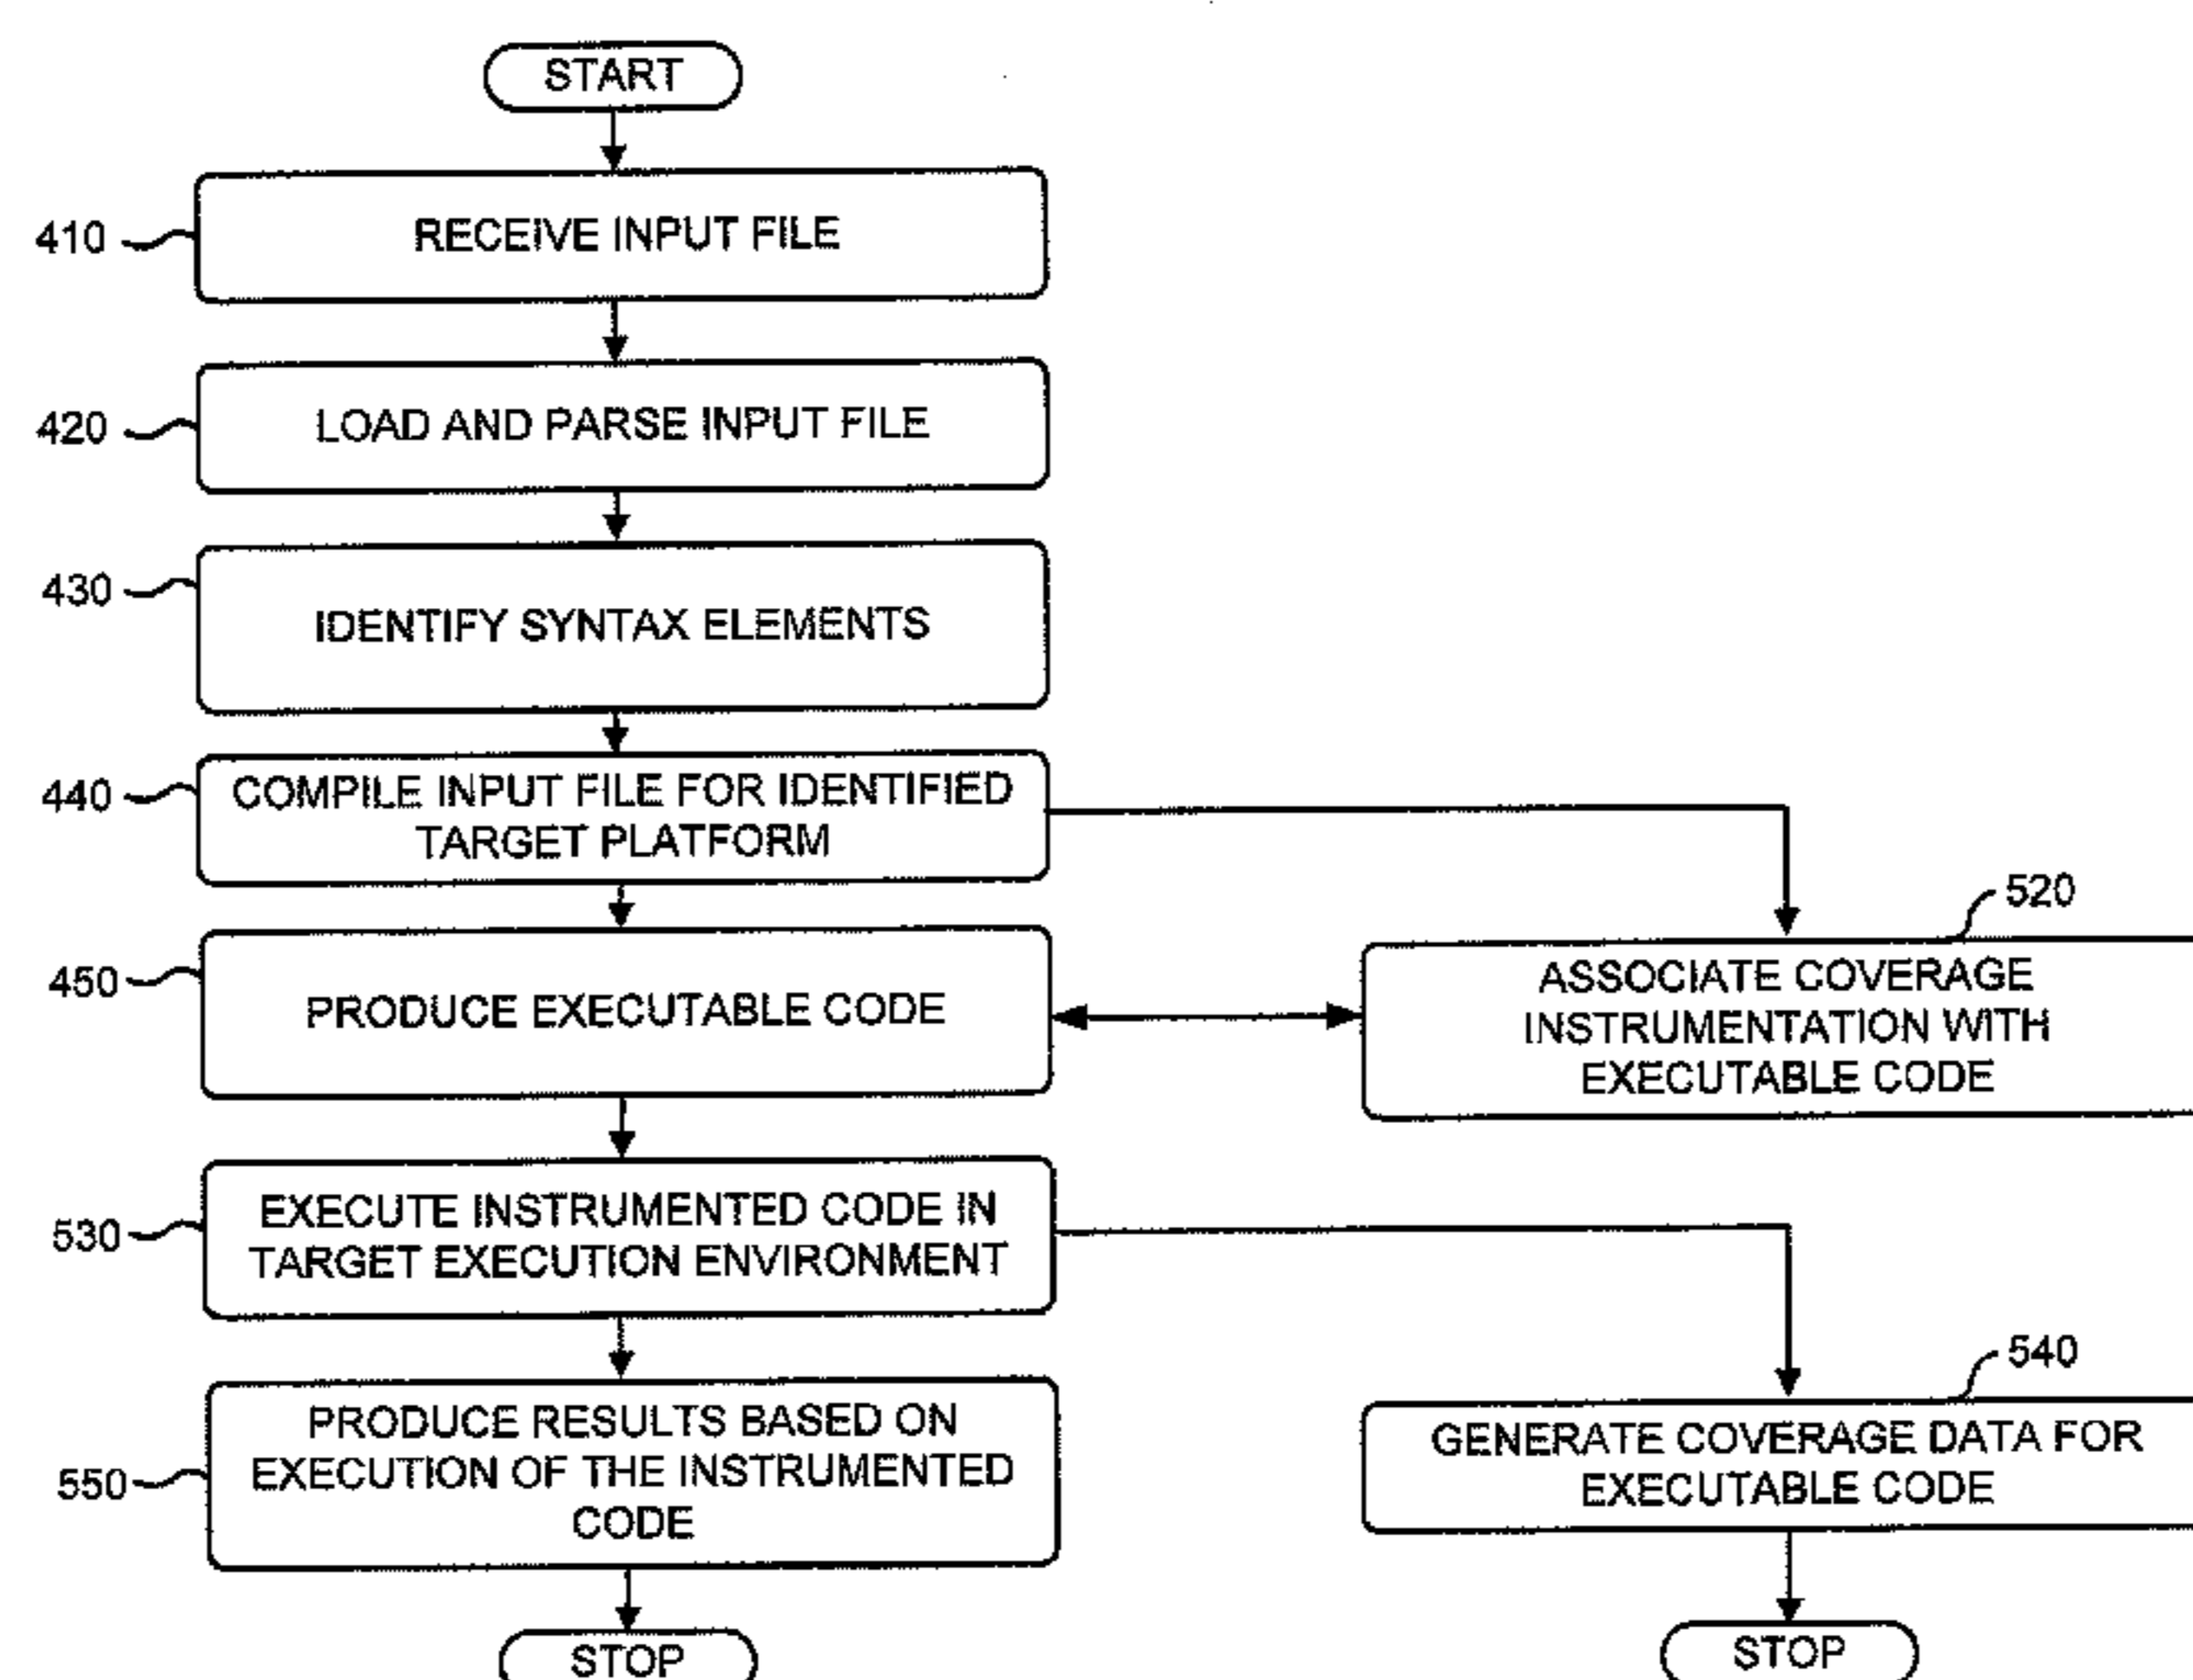 START
410
RECEIVE INPUT FILE
420
LOAD AND PARSE INPUT FILE
430
IDENTIFY SYNTAX ELEMENTS
440
COMPILE INPUT FILE FOR IDENTIFIED
TARGET PLATFORM
520
450
PRODUCE EXECUTABLE CODE
ASSOCIATE COVERAGE
INSTRUMENTATION WITH
EXECUTABLE CODE
530
EXECUTE INSTRUMENTED CODE IN
TARGET EXECUTION ENVIRONMENT
540
550
PRODUCE RESULTS BASED ON
EXECUTION OF THE INSTRUMENTED
CODE
GENERATE COVERAGE DATA FOR
EXECUTABLE CODE
STOP
STOP